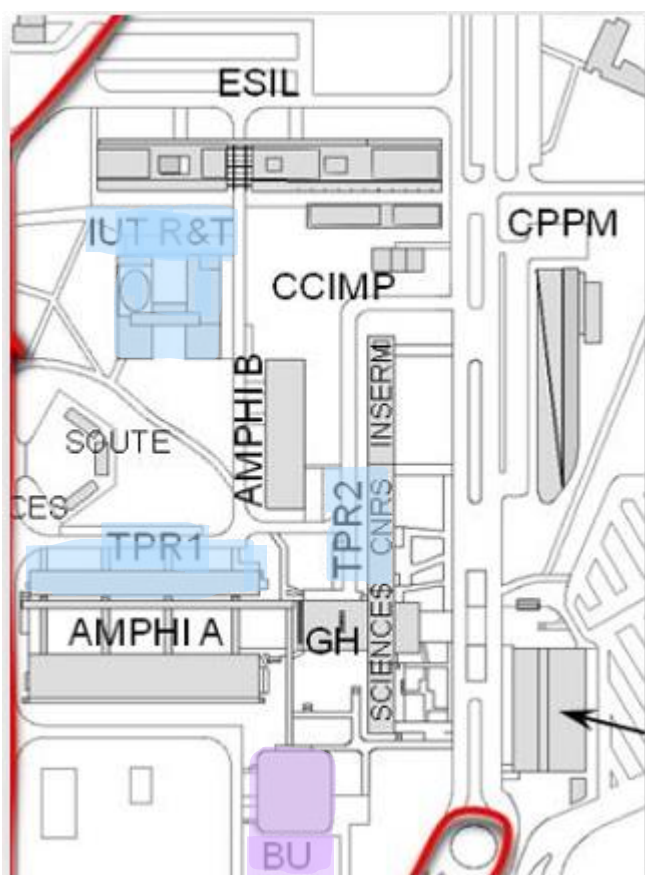 ESIL
IUT R&T
CPPM
CCIMP
AMPHI B
INSERM
SOUTE
CES
TPR2
CNRS
TPR1
SCIENCES
AMPHI A
GH
BU